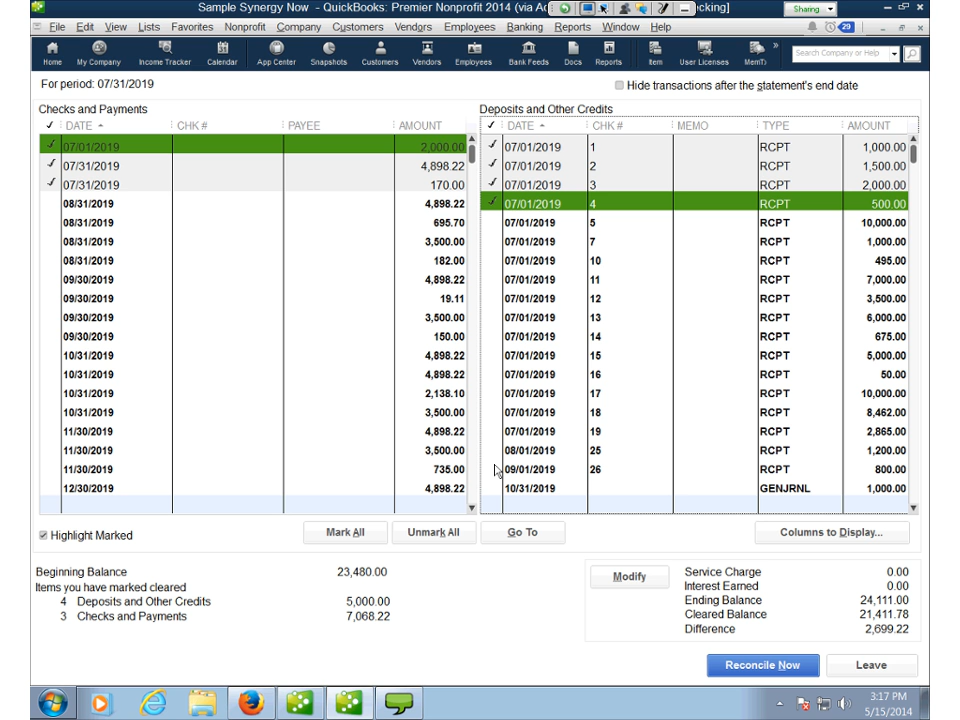 Sample Synergy Now - QuickBooks: Premier Nonprofit 2014 (via Ac cking]
Sharing
File Edit View Lists Favorites Nonprofit Company Customers Vendors Employees Banking Reports Window Help
29
Home My Company Income Tracker Calendar App Center Snapshots Customers Vendors Employees Bank Feeds Docs Reports Item User Licenses MemT »
Search Company or Help
For period: 07/31/2019
Hide transactions after the statement's end date
Checks and Payments Deposits and Other Credits
✓ DATE CHK # PAYEE AMOUNT ✓ DATE CHK # MEMO TYPE AMOUNT
✓ 07/01/2019 2,000.00 ✓ 07/01/2019 1 RCPT 1,000.00
✓ 07/31/2019 4,898.22 ✓ 07/01/2019 2 RCPT 1,500.00
✓ 07/31/2019 170.00 ✓ 07/01/2019 3 RCPT 2,000.00
08/31/2019 4,898.22 ✓ 07/01/2019 4 RCPT 500.00
08/31/2019 695.70 07/01/2019 5 RCPT 10,000.00
08/31/2019 3,500.00 07/01/2019 7 RCPT 1,000.00
08/31/2019 182.00 07/01/2019 10 RCPT 495.00
09/30/2019 4,898.22 07/01/2019 11 RCPT 7,000.00
09/30/2019 19.11 07/01/2019 12 RCPT 3,500.00
09/30/2019 3,500.00 07/01/2019 13 RCPT 6,000.00
09/30/2019 150.00 07/01/2019 14 RCPT 675.00
10/31/2019 4,898.22 07/01/2019 15 RCPT 5,000.00
10/31/2019 4,898.22 07/01/2019 16 RCPT 50.00
10/31/2019 2,138.10 07/01/2019 17 RCPT 10,000.00
10/31/2019 3,500.00 07/01/2019 18 RCPT 8,462.00
11/30/2019 4,898.22 07/01/2019 19 RCPT 2,865.00
11/30/2019 3,500.00 08/01/2019 25 RCPT 1,200.00
11/30/2019 735.00 09/01/2019 26 RCPT 800.00
12/30/2019 4,898.22 10/31/2019 GENJRNL 1,000.00
Highlight Marked Mark All Unmark All Go To Columns to Display...
Beginning Balance 23,480.00
Items you have marked cleared
4 Deposits and Other Credits 5,000.00
3 Checks and Payments 7,068.22
Modify
Service Charge 0.00
Interest Earned 0.00
Ending Balance 24,111.00
Cleared Balance 21,411.78
Difference 2,699.22
Reconcile Now Leave
3:17 PM
5/15/2014